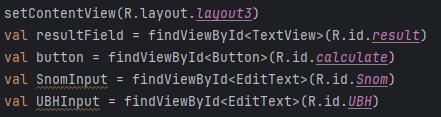 setContentView(R.layout.layout3)
val resultField = findViewById<TextView>(R.id.result)
val button = findViewById<Button>(R.id.calculate)
val SnomInput = findViewById<EditText>(R.id.Snom)
val UBHInput = findViewById<EditText>(R.id.UBH)